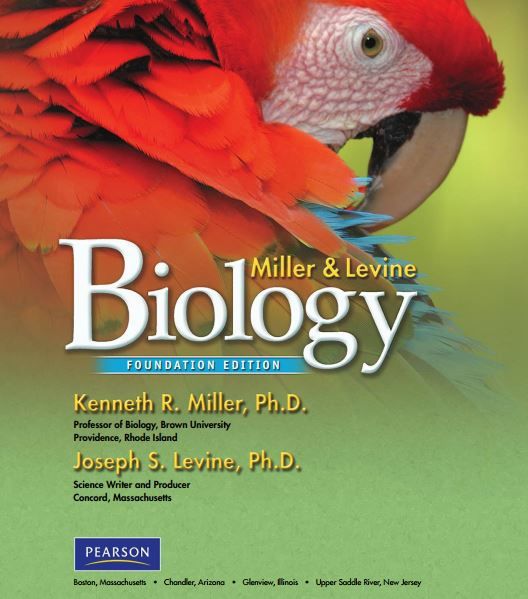 Miller & Levine
Biology
FOUNDATION EDITION
Kenneth R. Miller, Ph.D.
Professor of Biology, Brown University
Providence, Rhode Island
Joseph S. Levine, Ph.D.
Science Writer and Producer
Concord, Massachusetts
PEARSON
Boston, Massachusetts • Chandler, Arizona • Glenview, Illinois • Upper Saddle River, New Jersey